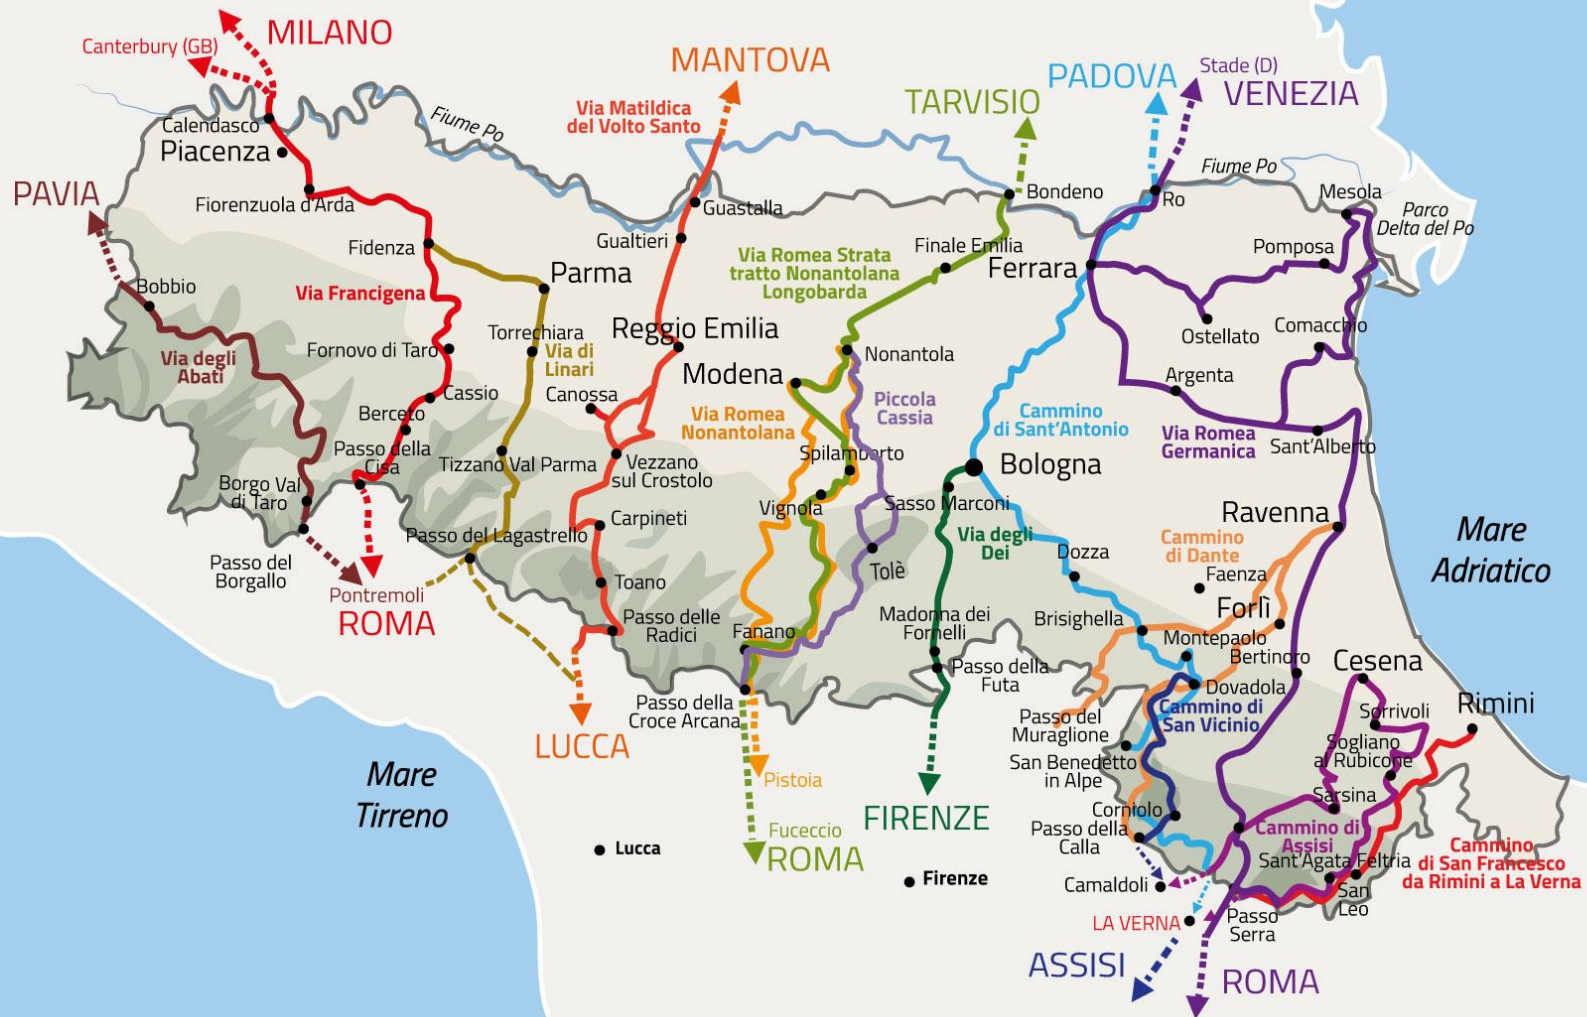 MILANO
Canterbury (GB)
Calendasco
Piacenza
Fiorenzuola d'Arda
PAVIA
Bobbio
Via degli
Abati
Fidenza
Via Francigena
Fornovo di Taro
Cassio
Berceto
Passo della
Cisa
Borgo Val
di Taro
Passo del
Borgallo
Pontremoli
ROMA
Fiume Po
Parma
Torrechiara
Via di
Linari
Tizzano Val Parma
Passo del Lagastrello
MANTOVA
Via Matildica
del Volto Santo
Guastalla
Gualtieri
Reggio Emilia
Canossa
Vezzano
sul Crostolo
Carpineti
Toano
Passo delle
Radici
LUCCA
TARVISIO
Bondeno
Finale Emilia
Via Romea Strata
tratto Nonantolana
Longobarda
Nonantola
Modena
Via Romea
Nonantolana
Piccola
Cassia
Spilamberto
Vignola
Tolè
Fanano
Passo della
Croce Arcana
Pistoia
Fuceccio
ROMA
PADOVA
Stade (D)
VENEZIA
Fiume Po
Ro
Ferrara
Mesola
Parco
Delta del Po
Pomposa
Ostellato
Comacchio
Argenta
Sant'Alberto
Via Romea
Germanica
Cammino
di Sant'Antonio
Bologna
Sasso Marconi
Via degli
Dei
Madonna dei
Fornelli
Passo della
Futa
FIRENZE
Dozza
Ravenna
Cammino
di Dante
Faenza
Forlì
Brisighella
Montepaolo
Bertinoro
Dovadola
Cammino di
San Vicinio
Passo del
Muraglione
San Benedetto
in Alpe
Corniolo
Passo della
Calla
Camaldoli
LA VERNA
ASSISI
Cesena
Rimini
Sorrivoli
Sogliano
al Rubicone
Sarsina
Cammino di
Assisi
Sant'Agata Feltria
San
Leo
Passo
Serra
Cammino
di San Francesco
da Rimini a La Verna
ROMA
Mare
Adriatico
Mare
Tirreno
Lucca
Firenze